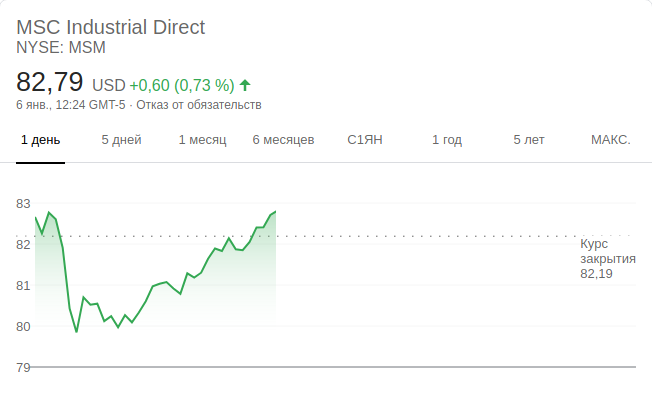 MSC Industrial Direct
NYSE: MSM
82,79 USD +0,60 (0,73 %)
6 янв., 12:24 GMT-5 · Отказ от обязательств
1 день 5 дней 1 месяц 6 месяцев С1ЯН 1 год 5 лет МАКС.
83
82
81
80
79
Курс
закрытия
82,19